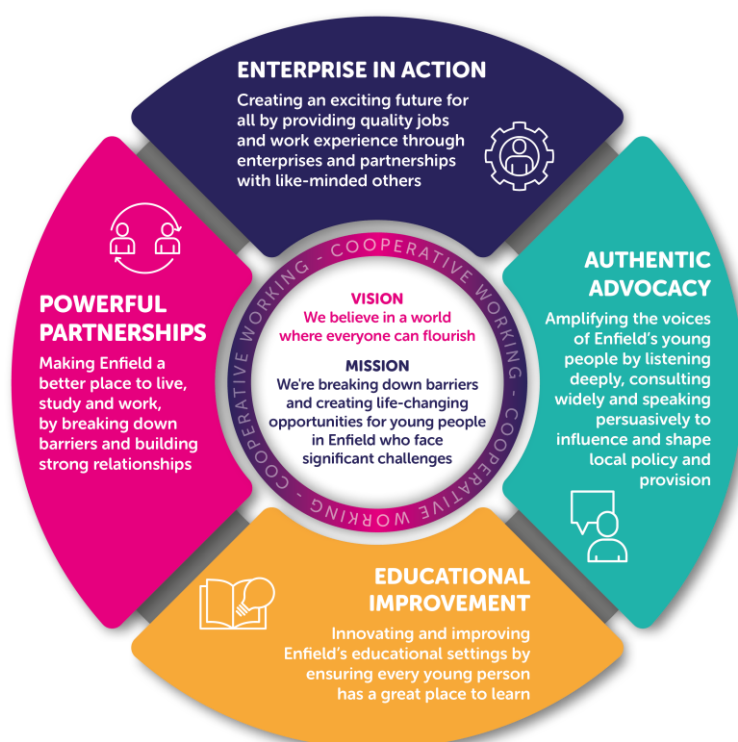 ENTERPRISE IN ACTION
Creating an exciting future for
all by providing quality jobs
and work experience through
enterprises and partnerships
with like-minded others
AUTHENTIC
ADVOCACY
Amplifying the voices
of Enfield's young
people by listening
deeply, consulting
widely and speaking
persuasively to
influence and shape
local policy and
provision
EDUCATIONAL
IMPROVEMENT
Innovating and improving
Enfield's educational settings by
ensuring every young person
has a great place to learn
POWERFUL
PARTNERSHIPS
Making Enfield a
better place to live,
study and work,
by breaking down
barriers and building
strong relationships
COOPERATIVE WORKING - COOPERATIVE WORKING - COOPERATIVE WORKING - COOPERATIVE WORKING -
VISION
We believe in a world
where everyone can flourish
MISSION
We're breaking down barriers
and creating life-changing
opportunities for young people
in Enfield who face
significant challenges